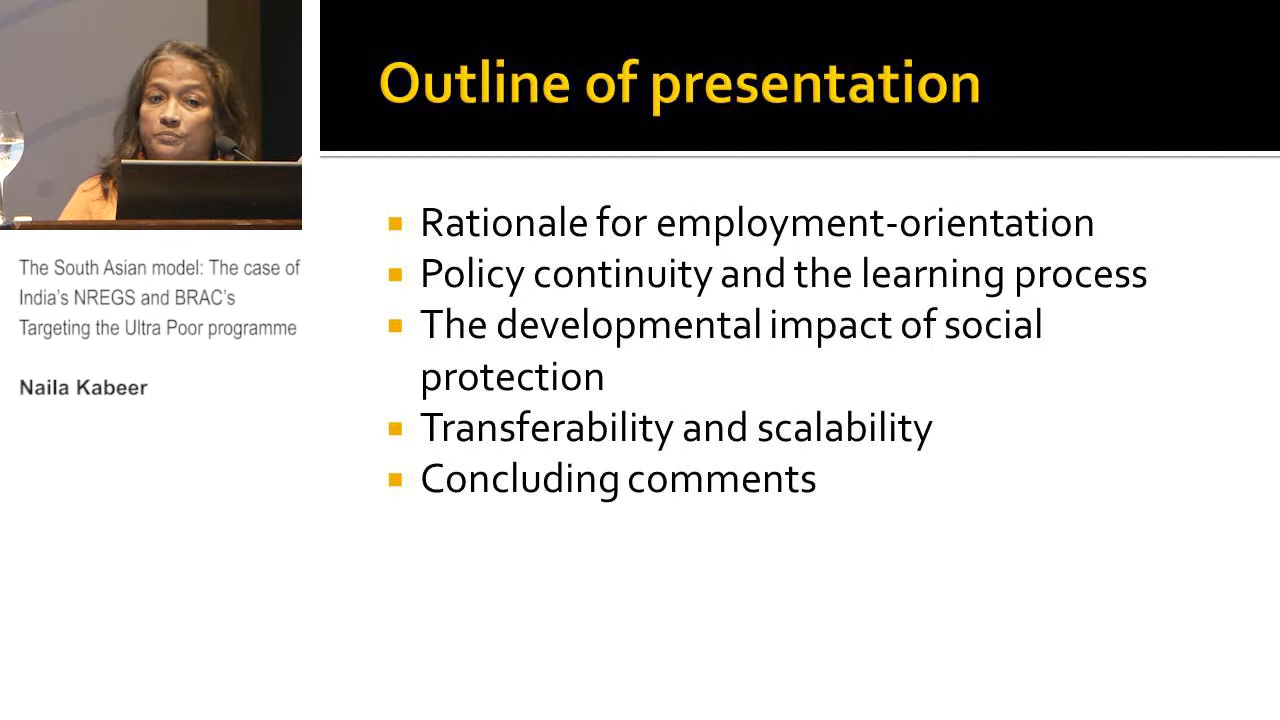 Outline of presentation
Rationale for employment-orientation
Policy continuity and the learning process
The developmental impact of social
protection
Transferability and scalability
Concluding comments
The South Asian model: The case of
India's NREGS and BRAC's
Targeting the Ultra Poor programme
Naila Kabeer